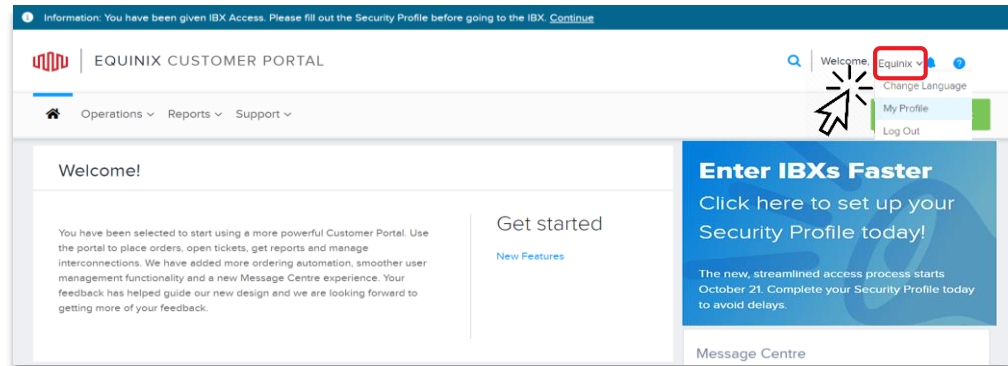 Information: You have been given IBX Access. Please fill out the Security Profile before going to the IBX. Continue
EQUINIX CUSTOMER PORTAL
Welcome, Equinix
Change Language
My Profile
Log Out
Operations Reports Support
Welcome!
You have been selected to start using a more powerful Customer Portal. Use
the portal to place orders, open tickets, get reports and manage
interconnections. We have added more ordering automation, smoother user
management functionality and a new Message Centre experience. Your
feedback has helped guide our new design and we are looking forward to
getting more of your feedback.
Get started
New Features
Enter IBXs Faster
Click here to set up your
Security Profile today!
The new, streamlined access process starts
October 21. Complete your Security Profile today
to avoid delays.
Message Centre